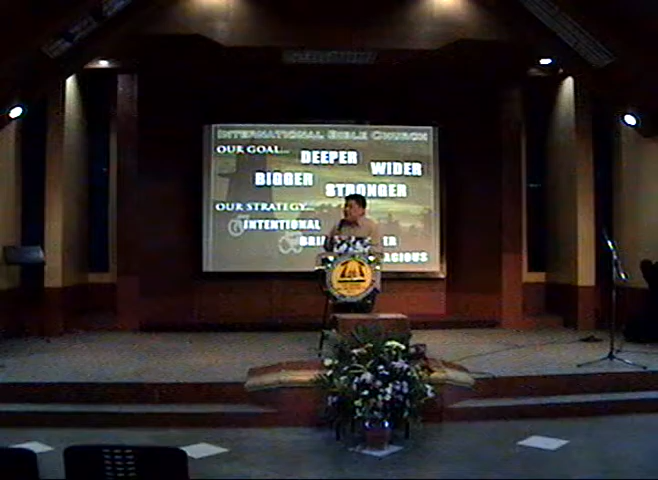 INTERNATIONAL BIBLE CHURCH
OUR GOAL...
DEEPER
WIDER
BIGGER
STRONGER
OUR STRATEGY...
INTENTIONAL